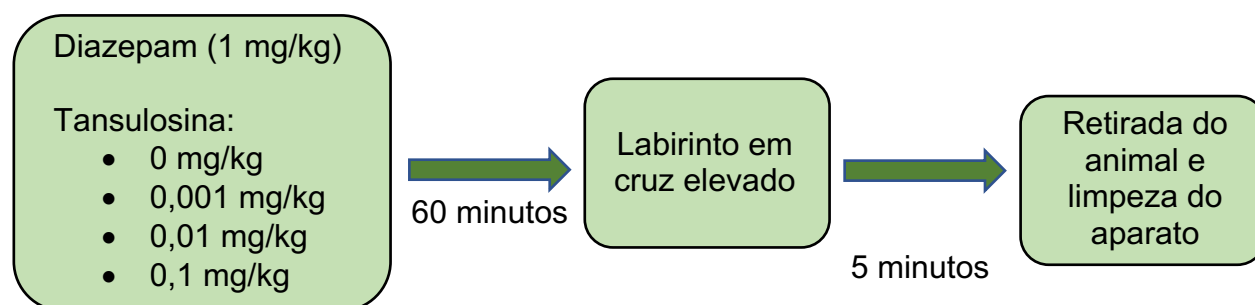 Diazepam (1 mg/kg)
Tansulosina:
• 0 mg/kg
• 0,001 mg/kg
• 0,01 mg/kg
• 0,1 mg/kg
60 minutos
Labirinto em
cruz elevado
5 minutos
Retirada do
animal e
limpeza do
aparato